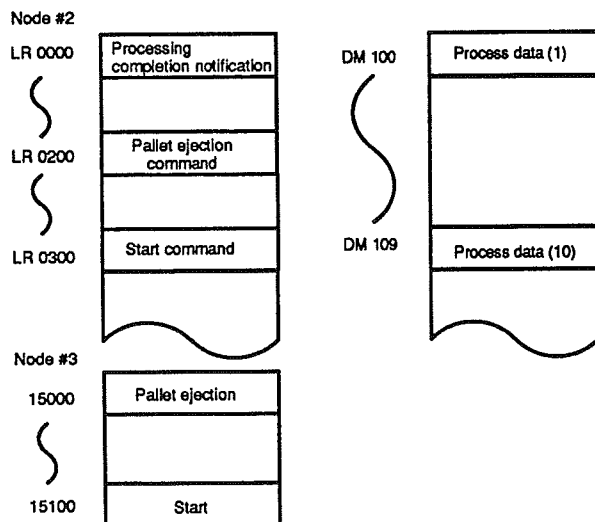 Node #2
LR 0000
Processing
completion notification
LR 0200
Pallet ejection
command
LR 0300
Start command
DM 100
Process data (1)
DM 109
Process data (10)
Node #3
15000
Pallet ejection
15100
Start